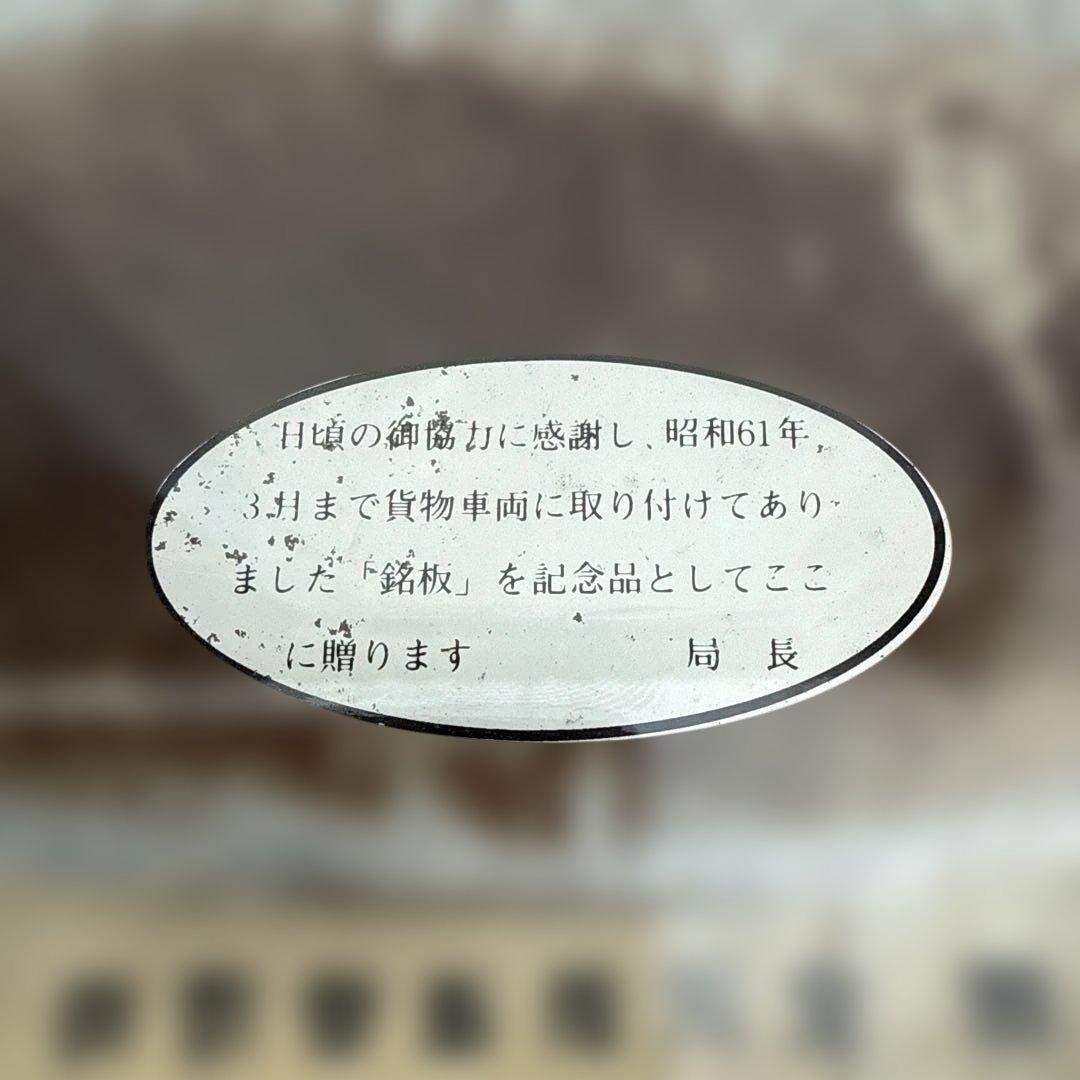 日頃の御協力に感謝し、昭和61年
3月まで貨物車両に取り付けてあり
ました「銘板」を記念品としてここ
に贈ります 局 長